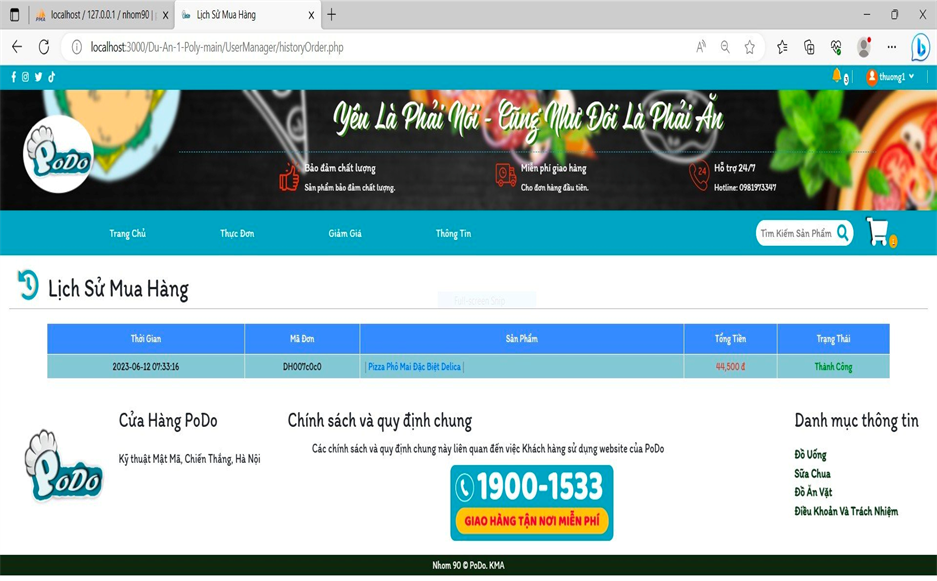 localhost / 127.0.0.1 / nhom90 |
Lịch Sử Mua Hàng
localhost:3000/Du-An-1-Poly-main/UserManager/historyOrder.php
0
thuong1
Yêu Là Phải Nói - Cũng Như Đói Là Phải Ăn
PoDo
Bảo đảm chất lượng
Sản phẩm bảo đảm chất lượng.
Miễn phí giao hàng
Cho đơn hàng đầu tiên.
24
Hỗ trợ 24/7
Hotline: 0981973347
Trang Chủ Thực Đơn Giảm Giá Thông Tin
Tìm Kiếm Sản Phẩm
Lịch Sử Mua Hàng
Thời Gian Mã Đơn Sản Phẩm Tổng Tiền Trạng Thái
2023-06-12 07:33:16 DH007c0c0 | Pizza Phô Mai Đặc Biệt Delica | 44,500 đ Thành Công
PoDo
Cửa Hàng PoDo
Kỹ thuật Mật Mã, Chiến Thắng, Hà Nội
Chính sách và quy định chung
Các chính sách và quy định chung này liên quan đến việc Khách hàng sử dụng website của PoDo
1900-1533
GIAO HÀNG TẬN NƠI MIỄN PHÍ
Danh mục thông tin
Đồ Uống
Sữa Chua
Đồ Ăn Vặt
Điều Khoản Và Trách Nhiệm
Nhom 90 © PoDo. KMA